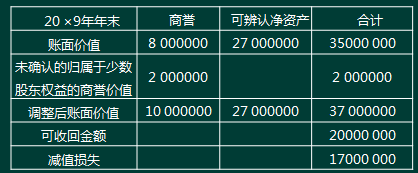 20 ×9年年末 商誉 可辨认净资产 合计
账面价值 8 000000 27 000000 35000 000
未确认的归属于少数
股东权益的商誉价值 2 000000 2 000000
调整后账面价值 10 000000 27 000000 37 000000
可收回金额 20000 000
减值损失 17000 000